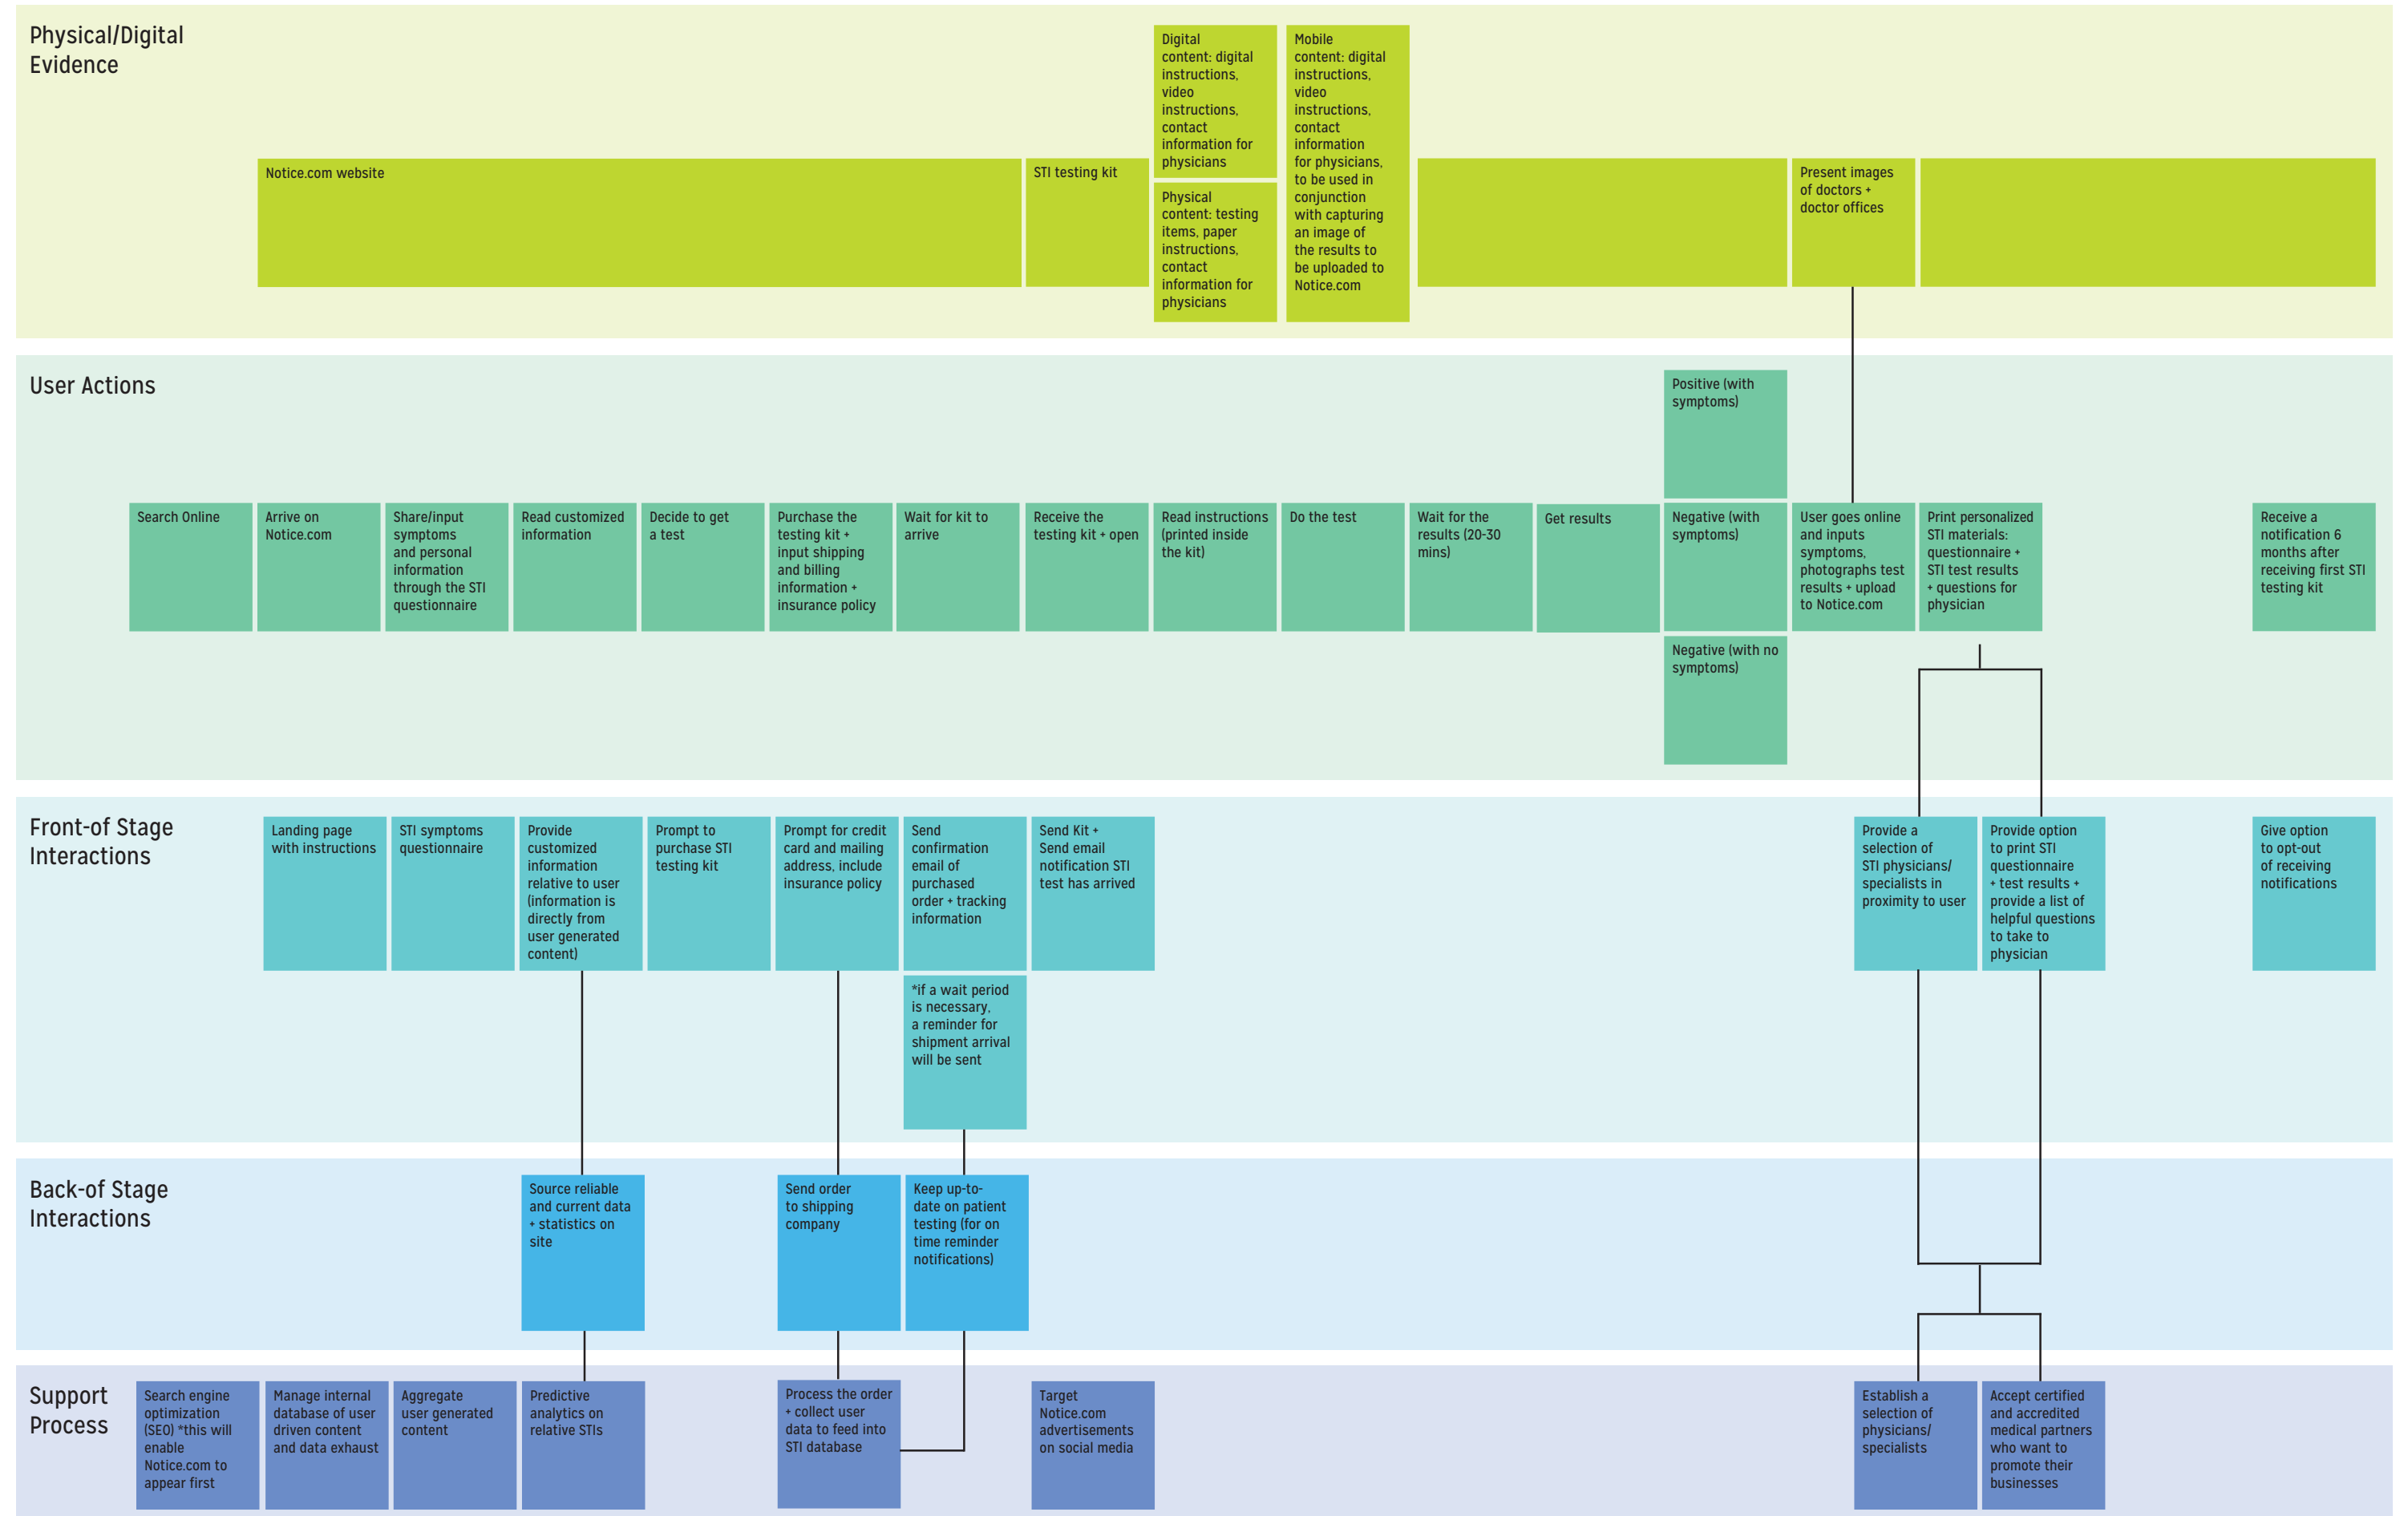 Physical/Digital
Evidence
Notice.com website
STI testing kit
Digital
content: digital
instructions,
video
instructions,
contact
information for
physicians
Physical
content: testing
items, paper
instructions,
contact
information for
physicians
Mobile
content: digital
instructions,
video
instructions,
contact
information
for physicians,
to be used in
conjunction
with capturing
an image of
the results to
be uploaded to
Notice.com
Present images
of doctors +
doctor offices
User Actions
Search Online
Arrive on
Notice.com
Share/input
symptoms
and personal
information
through the STI
questionnaire
Read customized
information
Decide to get
a test
Purchase the
testing kit +
input shipping
and billing
information +
insurance policy
Wait for kit to
arrive
Receive the
testing kit + open
Read instructions
(printed inside
the kit)
Do the test
Wait for the
results (20-30
mins)
Get results
Positive (with
symptoms)
Negative (with
symptoms)
Negative (with no
symptoms)
User goes online
and inputs
symptoms,
photographs test
results + upload
to Notice.com
Print personalized
STI materials:
questionnaire +
STI test results
+ questions for
physician
Receive a
notification 6
months after
receiving first STI
testing kit
Front-of Stage
Interactions
Landing page
with instructions
STI symptoms
questionnaire
Provide
customized
information
relative to user
(information is
directly from
user generated
content)
Prompt to
purchase STI
testing kit
Prompt for credit
card and mailing
address, include
insurance policy
Send
confirmation
email of
purchased
order + tracking
information
*if a wait period
is necessary,
a reminder for
shipment arrival
will be sent
Send Kit +
Send email
notification STI
test has arrived
Provide a
selection of
STI physicians/
specialists in
proximity to user
Provide option
to print STI
questionnaire
+ test results +
provide a list of
helpful questions
to take to
physician
Give option
to opt-out
of receiving
notifications
Back-of Stage
Interactions
Source reliable
and current data
+ statistics on
site
Send order
to shipping
company
Keep up-to-
date on patient
testing (for on
time reminder
notifications)
Support
Process
Search engine
optimization
(SEO) *this will
enable
Notice.com to
appear first
Manage internal
database of user
driven content
and data exhaust
Aggregate
user generated
content
Predictive
analytics on
relative STIs
Process the order
+ collect user
data to feed into
STI database
Target
Notice.com
advertisements
on social media
Establish a
selection of
physicians/
specialists
Accept certified
and accredited
medical partners
who want to
promote their
businesses